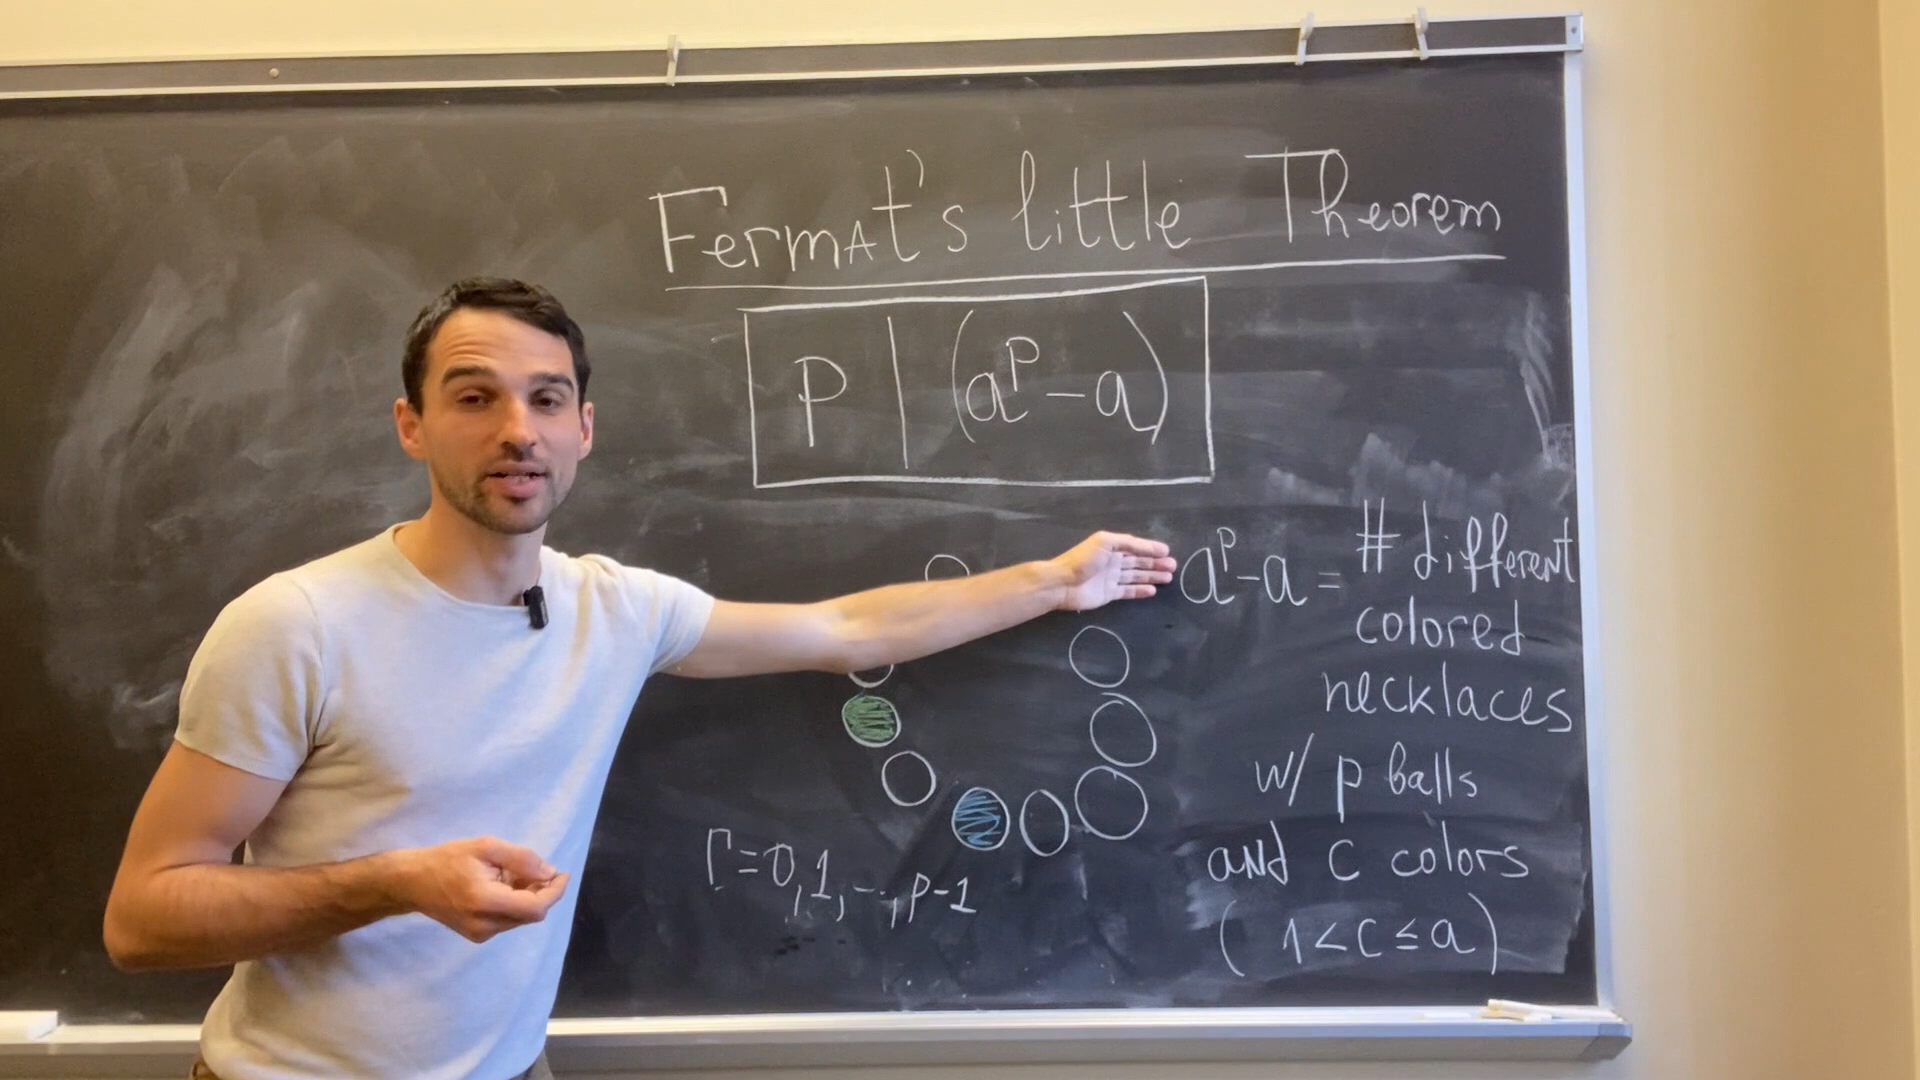 Fermat's little Theorem
P | (a^p - a)
a^p - a = # different
colored
necklaces
w/ p balls
and c colors
(1 < c ≤ a)
r = 0, 1, ..., p-1